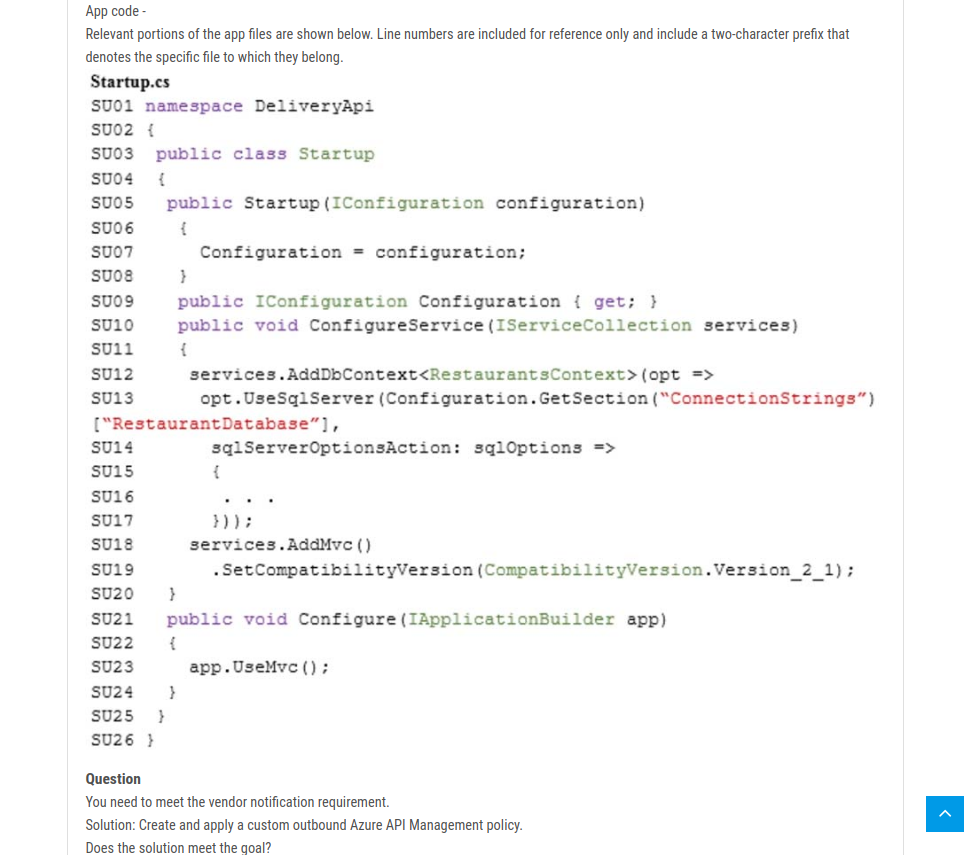 App code -
Relevant portions of the app files are shown below. Line numbers are included for reference only and include a two-character prefix that
denotes the specific file to which they belong.
Startup.cs
SU01 namespace DeliveryApi
SU02 {
SU03 public class Startup
SU04 {
SU05 public Startup(IConfiguration configuration)
SU06 {
SU07 Configuration = configuration;
SU08 }
SU09 public IConfiguration Configuration { get; }
SU10 public void ConfigureService(IServiceCollection services)
SU11 {
SU12 services.AddDbContext<RestaurantsContext>(opt =>
SU13 opt.UseSqlServer(Configuration.GetSection(“ConnectionStrings”)
[“RestaurantDatabase”],
SU14 sqlServerOptionsAction: sqlOptions =>
SU15 {
SU16 . . .
SU17 }));
SU18 services.AddMvc()
SU19 .SetCompatibilityVersion(CompatibilityVersion.Version_2_1);
SU20 }
SU21 public void Configure(IApplicationBuilder app)
SU22 {
SU23 app.UseMvc();
SU24 }
SU25 }
SU26 }
Question
You need to meet the vendor notification requirement.
Solution: Create and apply a custom outbound Azure API Management policy.
Does the solution meet the goal?